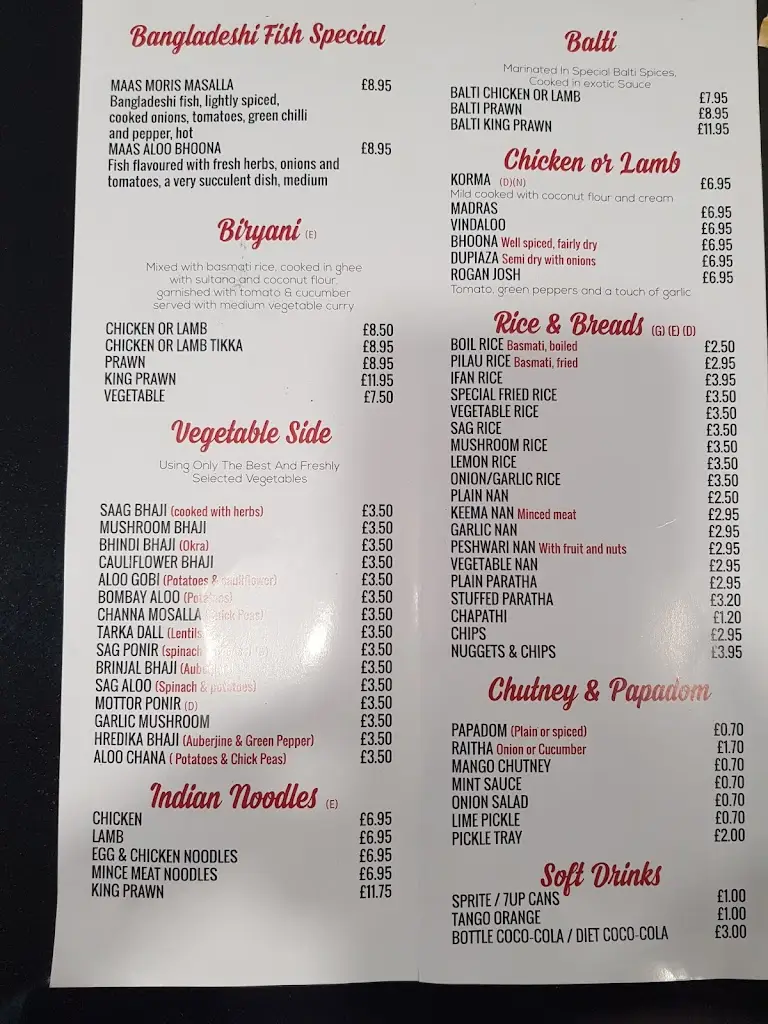 Bangladeshi Fish Special
MAAS MORIS MASALLA £8.95
Bangladeshi fish, lightly spiced,
cooked onions, tomatoes, green chilli
and pepper, hot
MAAS ALOO BHOONA £8.95
Fish flavoured with fresh herbs, onions and
tomatoes, a very succulent dish, medium
Biryani (E)
Mixed with basmati rice, cooked in ghee
with sultana and coconut flour,
garnished with tomato & cucumber
served with medium vegetable curry
CHICKEN OR LAMB £8.50
CHICKEN OR LAMB TIKKA £8.95
PRAWN £8.95
KING PRAWN £11.95
VEGETABLE £7.50
Vegetable Side
Using Only The Best And Freshly
Selected Vegetables
SAAG BHAJI (cooked with herbs) £3.50
MUSHROOM BHAJI £3.50
BHINDI BHAJI (Okra) £3.50
CAULIFLOWER BHAJI £3.50
ALOO GOBI (Potatoes & cauliflower) £3.50
BOMBAY ALOO (Potatoes) £3.50
CHANNA MOSALLA (Chick Peas) £3.50
TARKA DALL (Lentils £3.50
SAG PONIR (spinach £3.50
BRINJAL BHAJI £3.50
SAG ALOO (Spinach & potatoes) £3.50
MOTTOR PONIR (D) £3.50
GARLIC MUSHROOM £3.50
HREDIKA BHAJI (Auberjine & Green Pepper) £3.50
ALOO CHANA ( Potatoes & Chick Peas) £3.50
Indian Noodles (E)
CHICKEN £6.95
LAMB £6.95
EGG & CHICKEN NOODLES £6.95
MINCE MEAT NOODLES £6.95
KING PRAWN £11.75
Balti
Marinated In Special Balti Spices,
Cooked in exotic Sauce
BALTI CHICKEN OR LAMB £7.95
BALTI PRAWN £8.95
BALTI KING PRAWN £11.95
Chicken or Lamb
KORMA (D)(N) £6.95
Mild cooked with coconut flour and cream
MADRAS £6.95
VINDALOO £6.95
BHOONA Well spiced, fairly dry £6.95
DUPIAZA Semi dry with onions £6.95
ROGAN JOSH £6.95
Tomato, green peppers and a touch of garlic
Rice & Breads (G) (E) (D)
BOIL RICE Basmati, boiled £2.50
PILAU RICE Basmati, fried £2.95
IFAN RICE £3.95
SPECIAL FRIED RICE £3.50
VEGETABLE RICE £3.50
SAG RICE £3.50
MUSHROOM RICE £3.50
LEMON RICE £3.50
ONION/GARLIC RICE £3.50
PLAIN NAN £2.50
KEEMA NAN Minced meat £2.95
GARLIC NAN £2.95
PESHWARI NAN With fruit and nuts £2.95
VEGETABLE NAN £2.95
PLAIN PARATHA £2.95
STUFFED PARATHA £3.20
CHAPATHI £1.20
CHIPS £2.95
NUGGETS & CHIPS £3.95
Chutney & Papadom
PAPADOM (Plain or spiced) £0.70
RAITHA Onion or Cucumber £1.70
MANGO CHUTNEY £0.70
MINT SAUCE £0.70
ONION SALAD £0.70
LIME PICKLE £0.70
PICKLE TRAY £2.00
Soft Drinks
SPRITE / 7UP CANS £1.00
TANGO ORANGE £1.00
BOTTLE COCO-COLA / DIET COCO-COLA £3.00